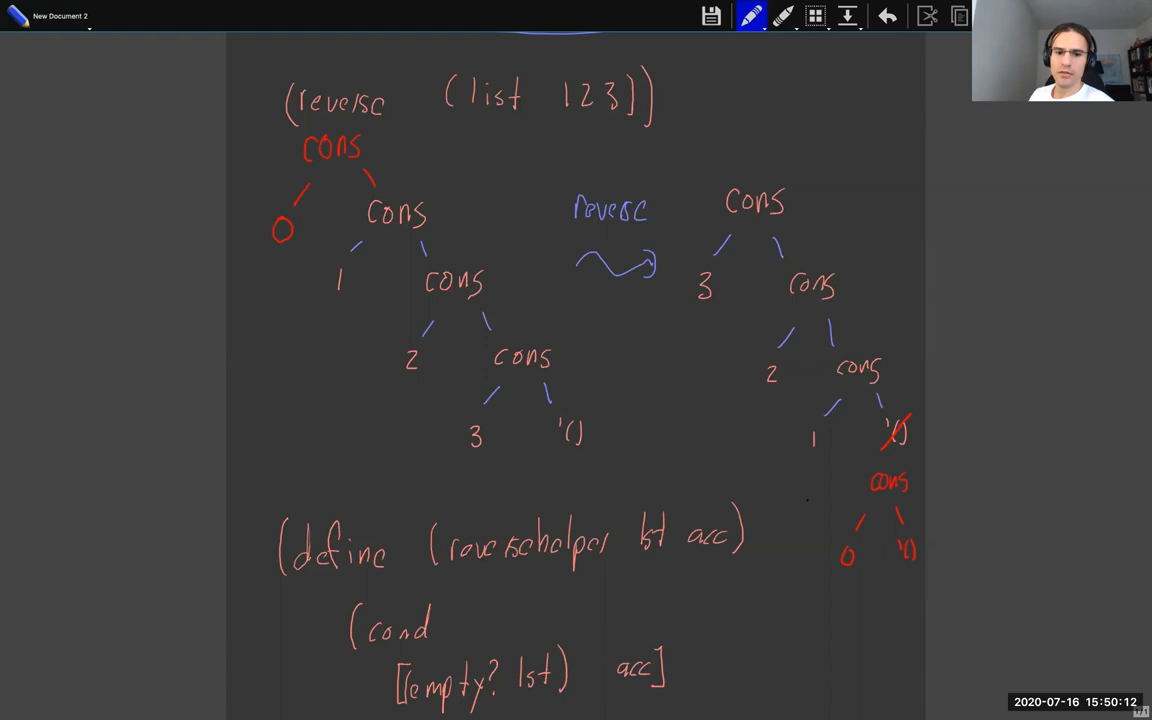 New Document 2
(reverse (list 1 2 3))
cons
0
cons
1
cons
2
cons
3 '()
reverse
cons
3
cons
2
cons
1 '()
cons
0 '()
(define (reversehelper lst acc)
(cond
[(empty? lst) acc]
2020-07-16 15:50:12